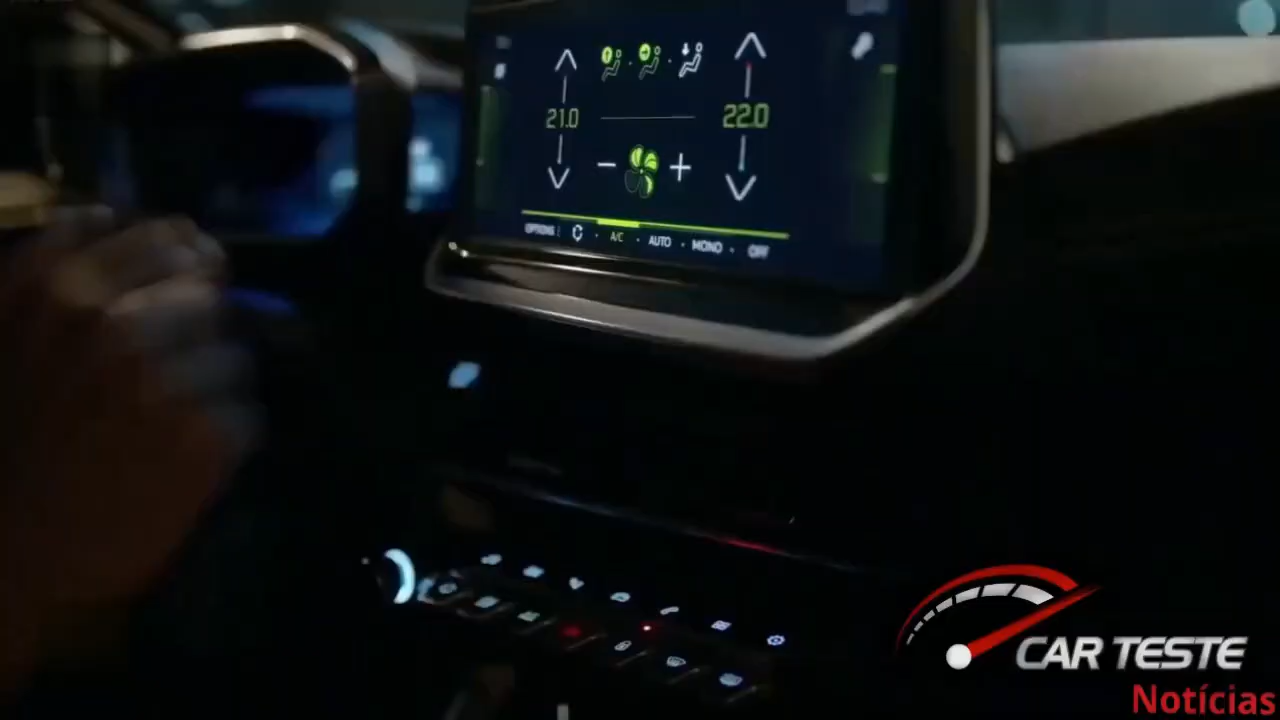 21.0
22.0
OPTIONS
A/C
AUTO
MONO
OFF
CAR TESTE
Notícias